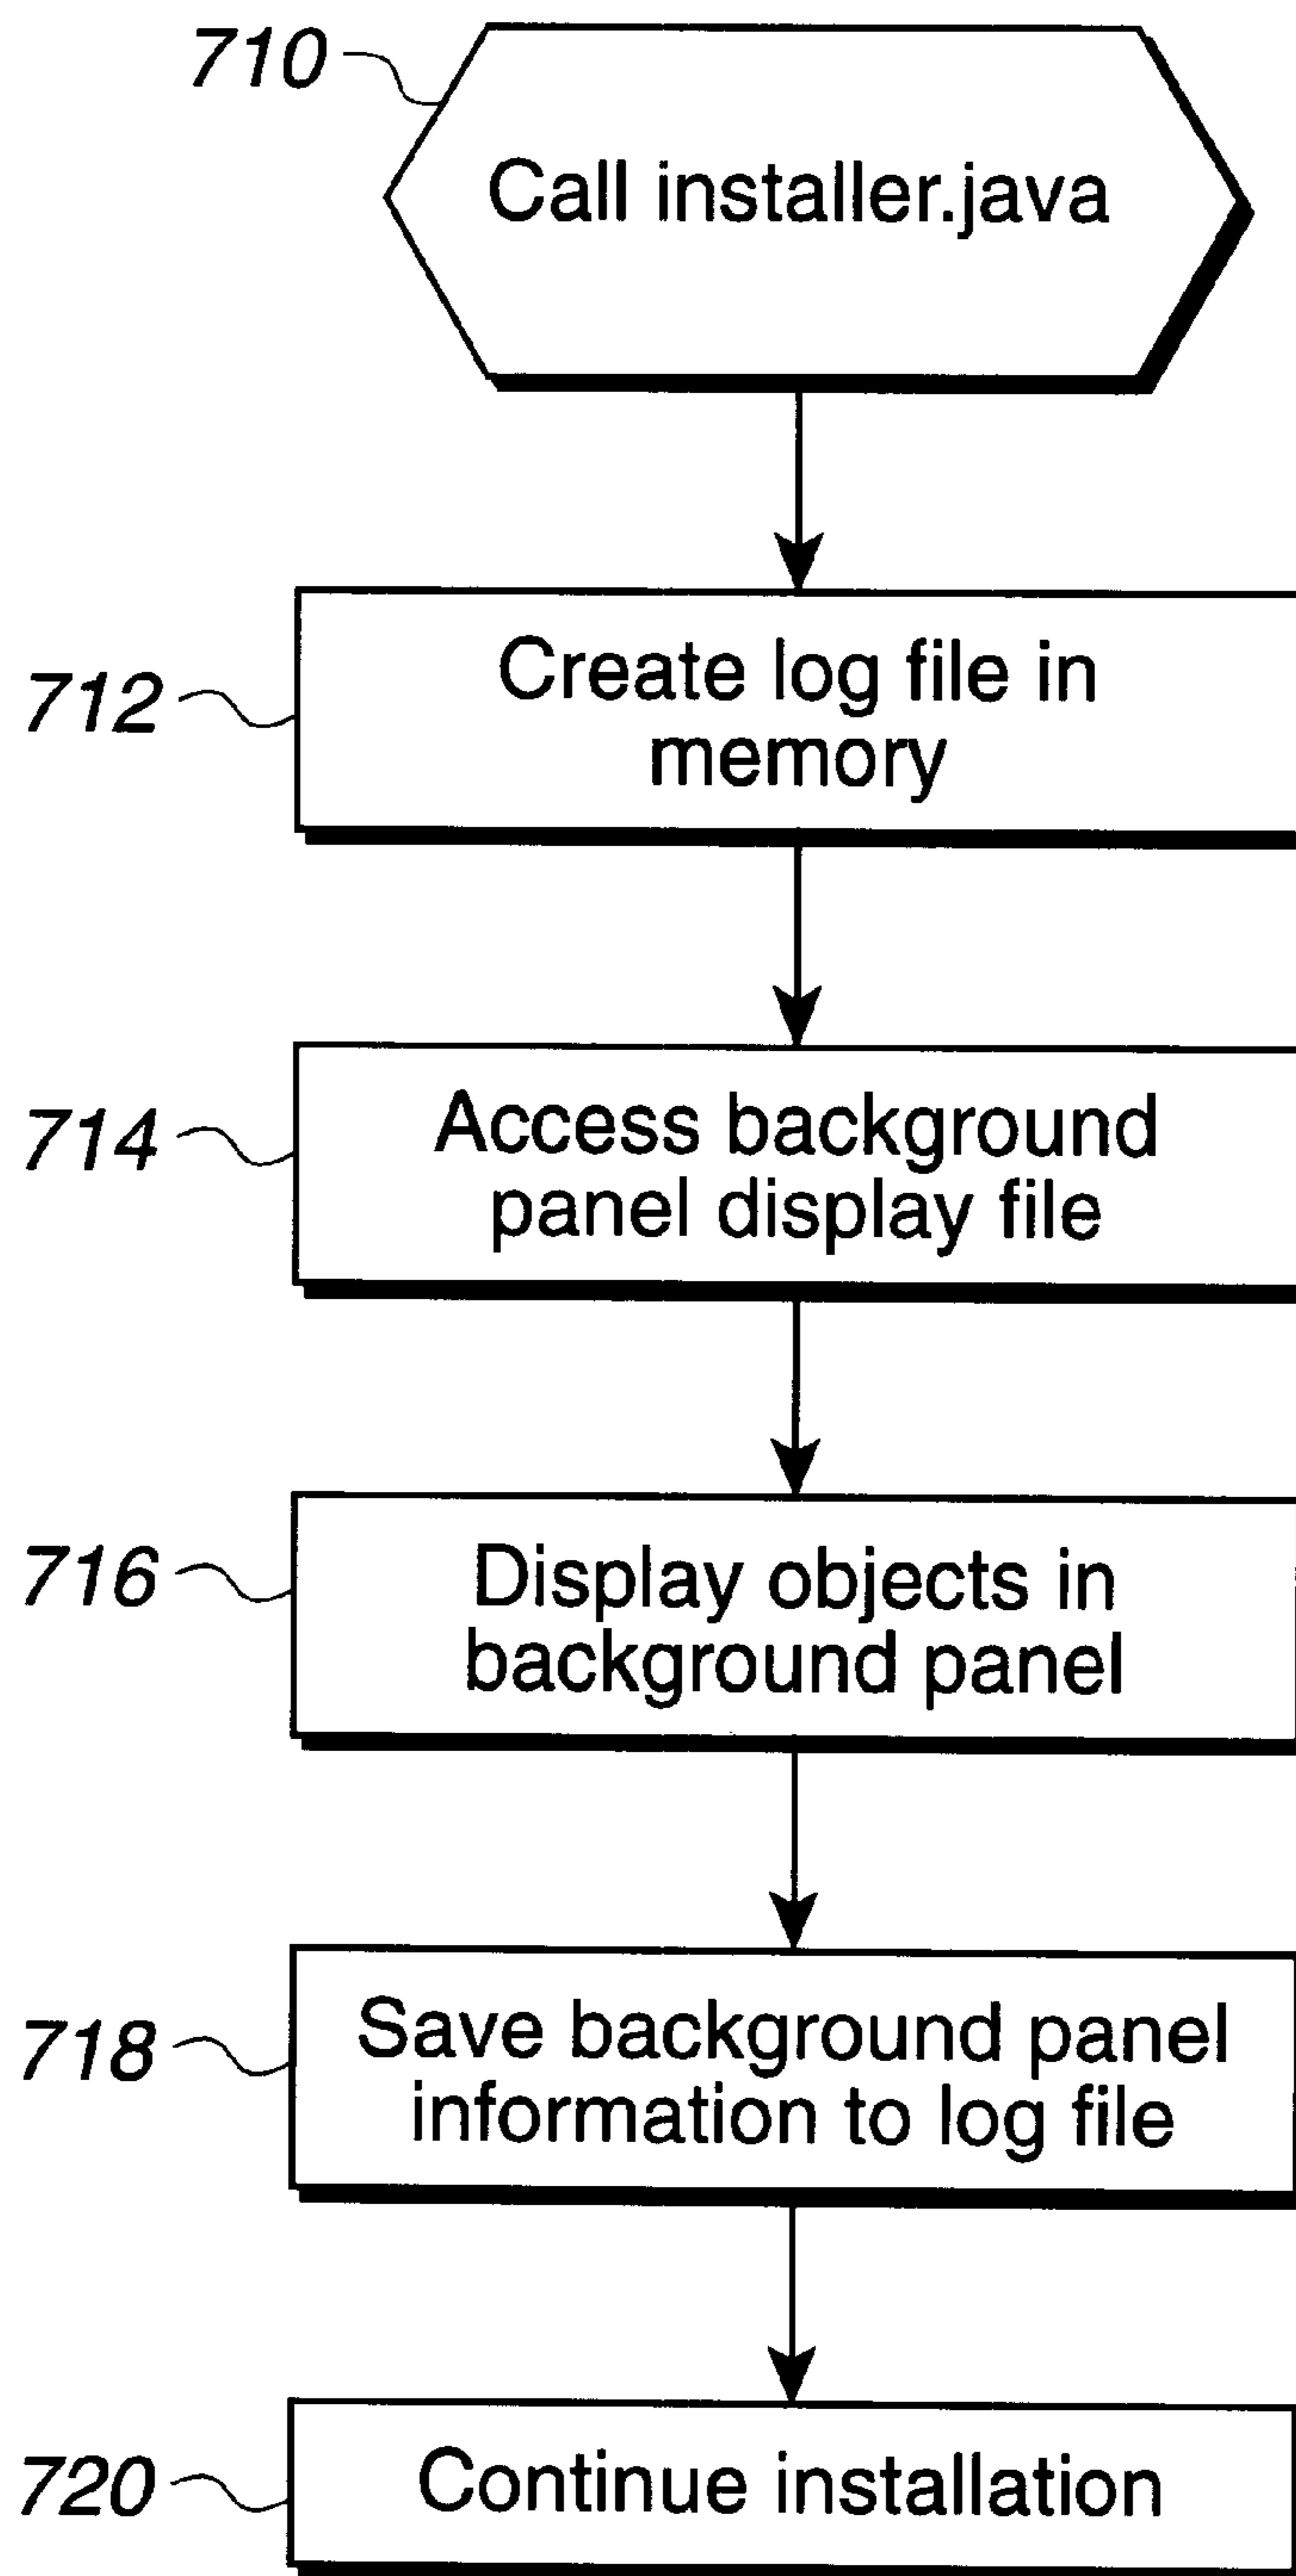 710
Call installer.java
712
Create log file in
memory
714
Access background
panel display file
716
Display objects in
background panel
718
Save background panel
information to log file
720
Continue installation